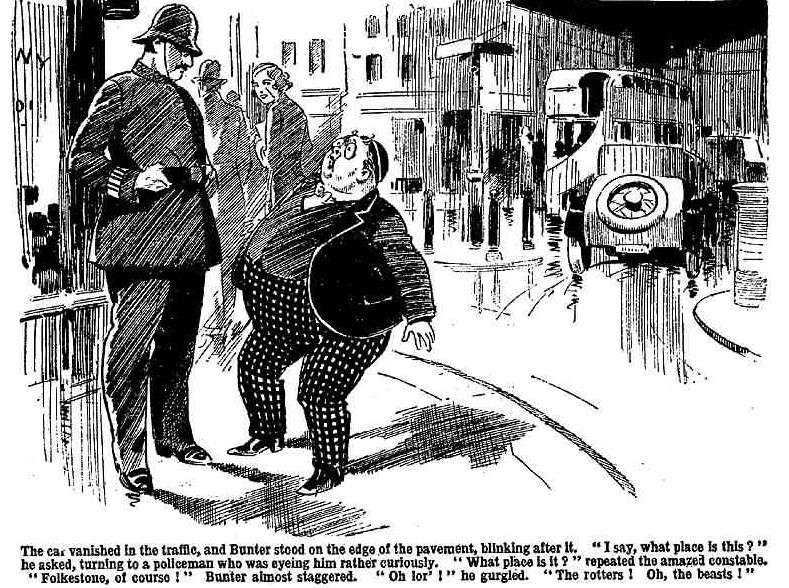 NY
The car vanished in the traffic, and Bunter stood on the edge of the pavement, blinking after it. "I say, what place is this?"
he asked, turning to a policeman who was eyeing him rather curiously. "What place is it?" repeated the amazed constable.
"Folkestone, of course!" Bunter almost staggered. "Oh lor'!" he gurgled. "The rotters! Oh, the beasts!"